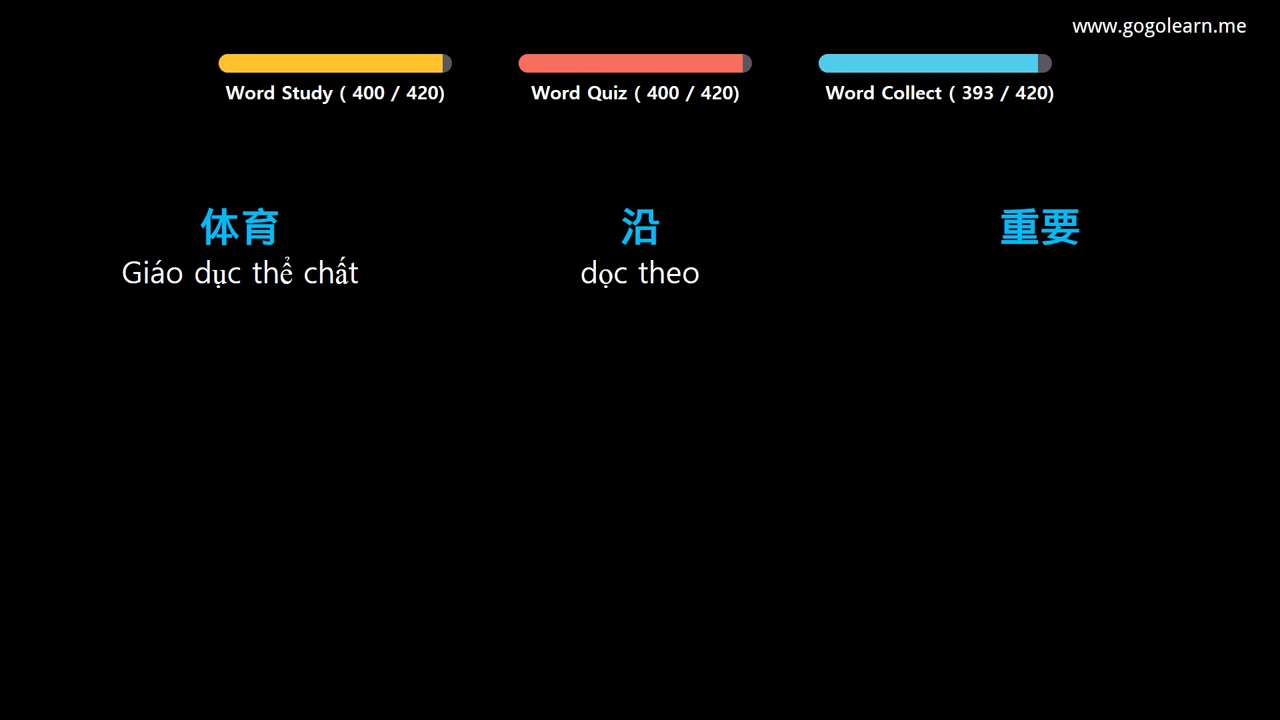 www.gogolearn.me
Word Study ( 400 / 420)
Word Quiz ( 400 / 420)
Word Collect ( 393 / 420)
体育
沿
重要
Giáo dục thể chất
dọc theo